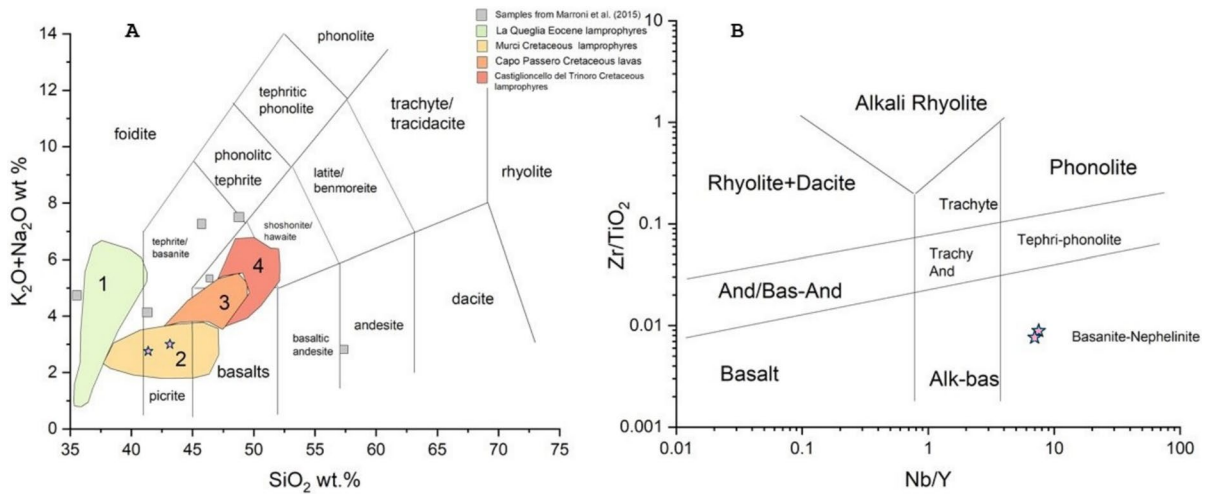 A
Samples from Marroni et al. (2015)
La Queglia Eocene lamprophyres
Murci Cretaceous lamprophyres
Capo Passero Cretaceous lavas
Castiglioncello del Trinoro Cretaceous
lamprophyres
phonolite
tephritic
phonolite
foidite
trachyte/
tracidacite
phonolitc
tephrite
latite/
benmoreite
rhyolite
tephrite/
basanite
shoshonite/
hawaite
1
4
3
2
dacite
basaltic
andesite
andesite
basalts
picrite
14
12
10
8
6
4
2
0
35
40
45
50
55
60
65
70
75
K2O+Na2O wt %
SiO2 wt.%
B
Alkali Rhyolite
Rhyolite+Dacite
Phonolite
Trachyte
Tephri-phonolite
Trachy
And
And/Bas-And
Basanite-Nephelinite
Basalt
Alk-bas
10
1
0.1
0.01
0.001
0.01
0.1
1
10
100
Zr/TiO2
Nb/Y